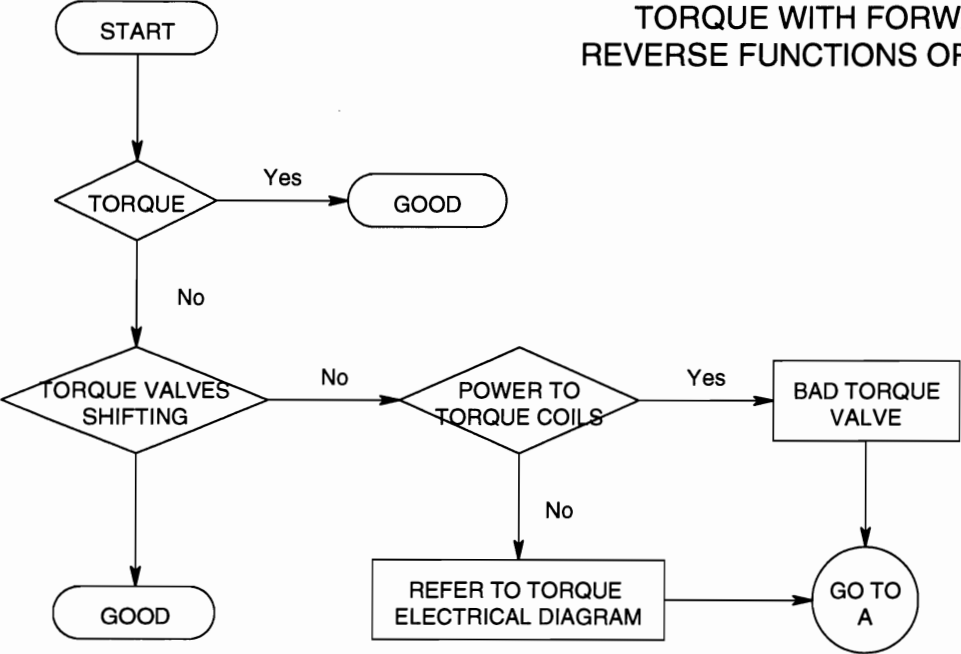 TORQUE WITH FORW
REVERSE FUNCTIONS OF
START
TORQUE
Yes
GOOD
No
TORQUE VALVES
SHIFTING
No
POWER TO
TORQUE COILS
Yes
BAD TORQUE
VALVE
No
GOOD
REFER TO TORQUE
ELECTRICAL DIAGRAM
GO TO
A